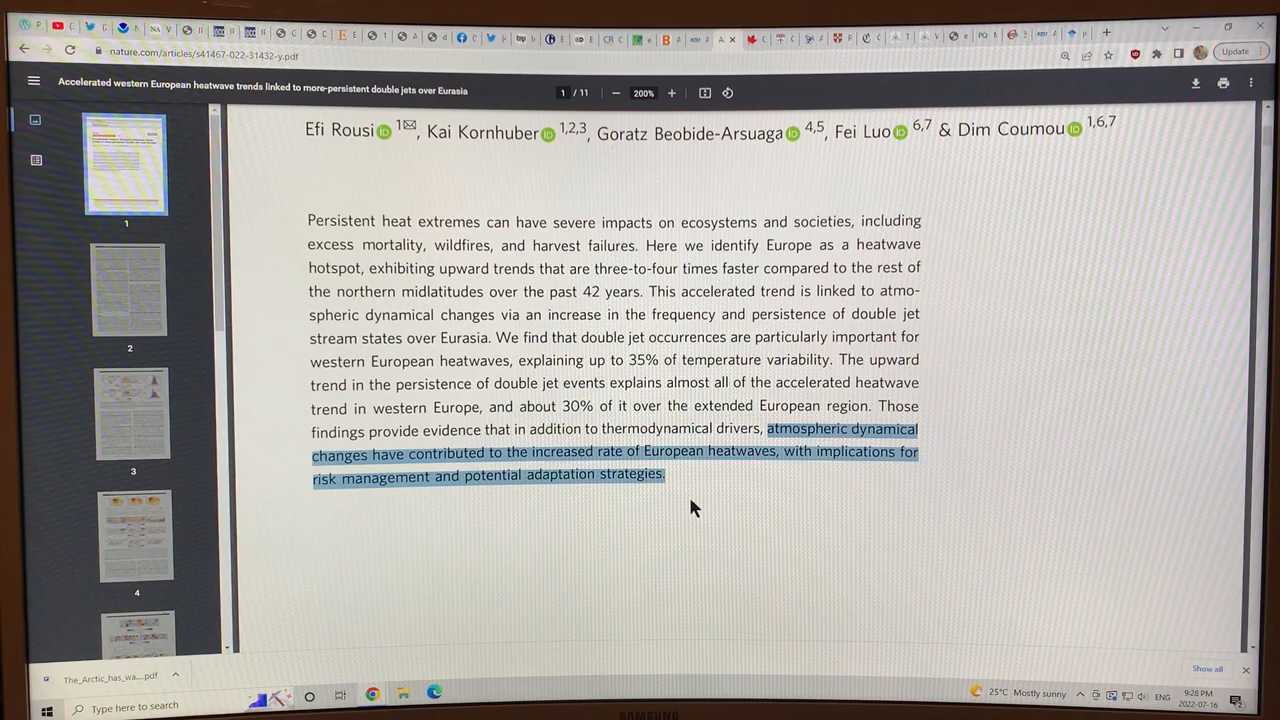 nature.com/articles/s41467-022-31432-y.pdf
Update
Accelerated western European heatwave trends linked to more-persistent double jets over Eurasia
1 / 11
200%
Efi Rousi 1, Kai Kornhuber 1,2,3, Goratz Beobide-Arsuaga 4,5, Fei Luo 6,7 & Dim Coumou 1,6,7
Persistent heat extremes can have severe impacts on ecosystems and societies, including
excess mortality, wildfires, and harvest failures. Here we identify Europe as a heatwave
hotspot, exhibiting upward trends that are three-to-four times faster compared to the rest of
the northern midlatitudes over the past 42 years. This accelerated trend is linked to atmo-
spheric dynamical changes via an increase in the frequency and persistence of double jet
stream states over Eurasia. We find that double jet occurrences are particularly important for
western European heatwaves, explaining up to 35% of temperature variability. The upward
trend in the persistence of double jet events explains almost all of the accelerated heatwave
trend in western Europe, and about 30% of it over the extended European region. Those
findings provide evidence that in addition to thermodynamical drivers, atmospheric dynamical
changes have contributed to the increased rate of European heatwaves, with implications for
risk management and potential adaptation strategies.
1
2
3
4
The_Arctic_has_wa....pdf
Show all
Type here to search
25°C Mostly sunny
ENG
9:28 PM
2022-07-16
SAMSUNG